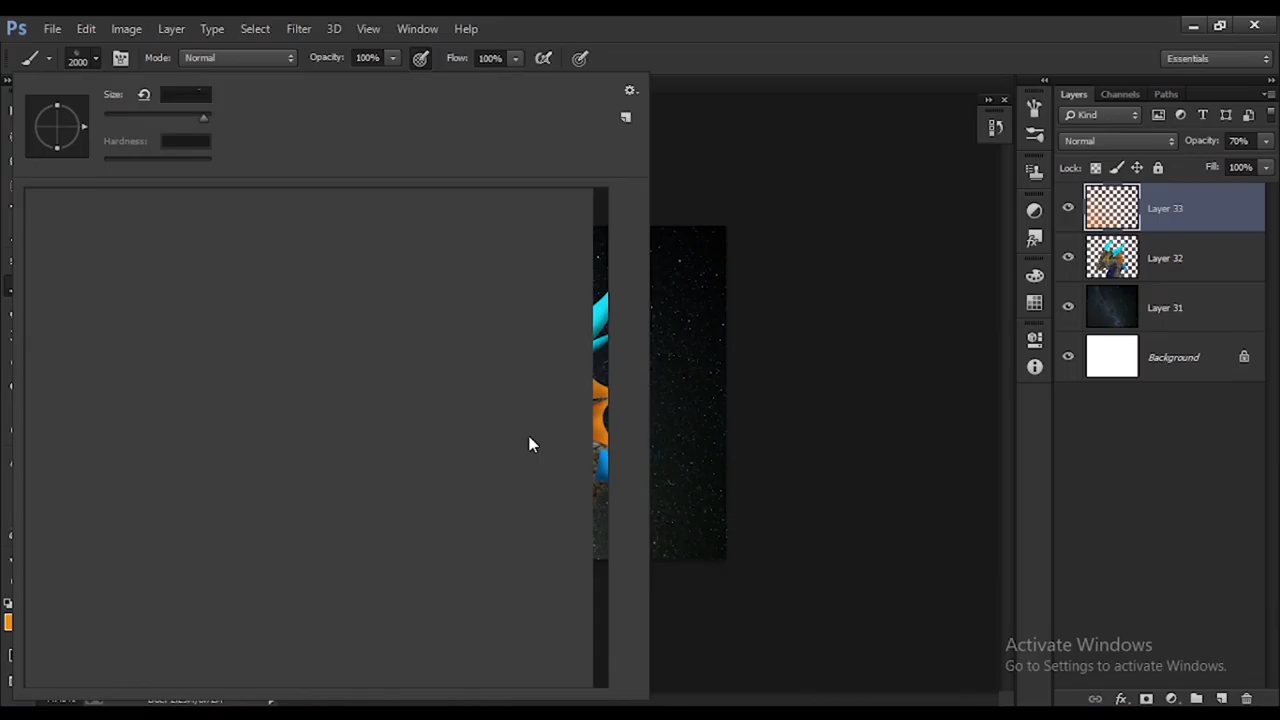 Ps File Edit Image Layer Type Select Filter 3D View Window Help
2000 Mode: Normal Opacity: 100% Flow: 100% Essentials
Size:
Hardness:
Layers Channels Paths
Kind
Normal Opacity: 70%
Lock: Fill: 100%
Layer 33
Layer 32
Layer 31
Background
Activate Windows
Go to Settings to activate Windows.